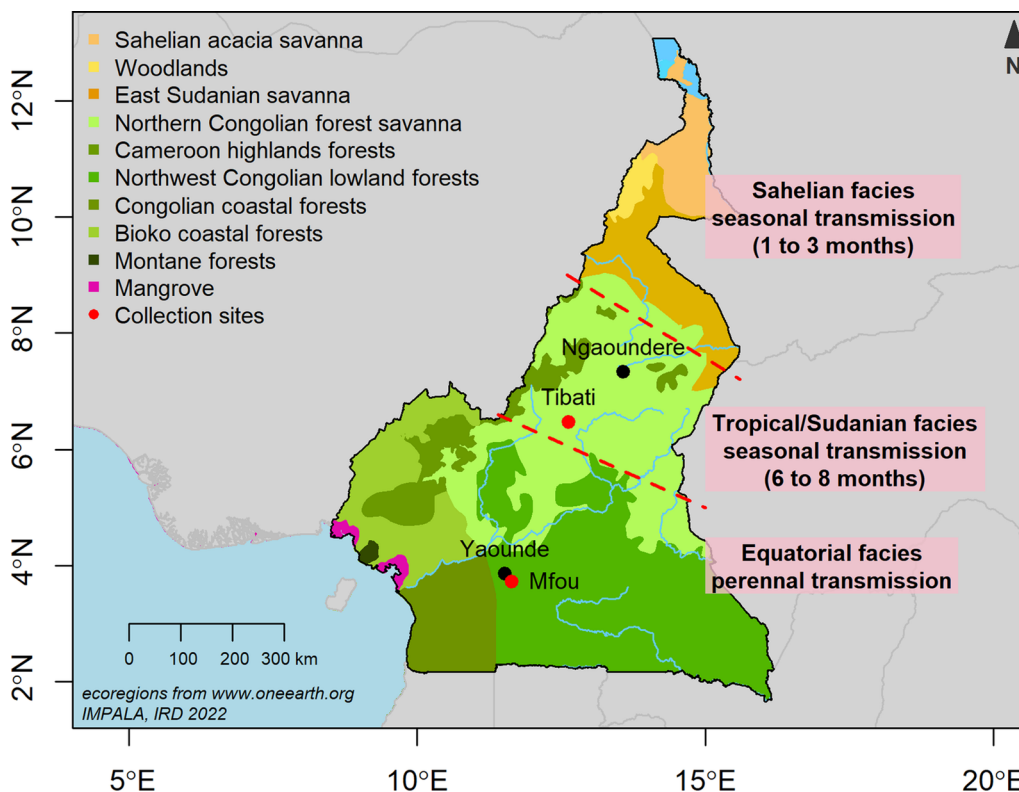 Sahelian acacia savanna
Woodlands
East Sudanian savanna
Northern Congolian forest savanna
Cameroon highlands forests
Northwest Congolian lowland forests
Congolian coastal forests
Bioko coastal forests
Montane forests
Mangrove
Collection sites
N
12°N
10°N
8°N
6°N
4°N
2°N
Sahelian facies
seasonal transmission
(1 to 3 months)
Ngaoundere
Tibati
Tropical/Sudanian facies
seasonal transmission
(6 to 8 months)
Yaounde
Mfou
Equatorial facies
perennal transmission
0 100 200 300 km
ecoregions from www.oneearth.org
IMPALA, IRD 2022
5°E 10°E 15°E 20°E